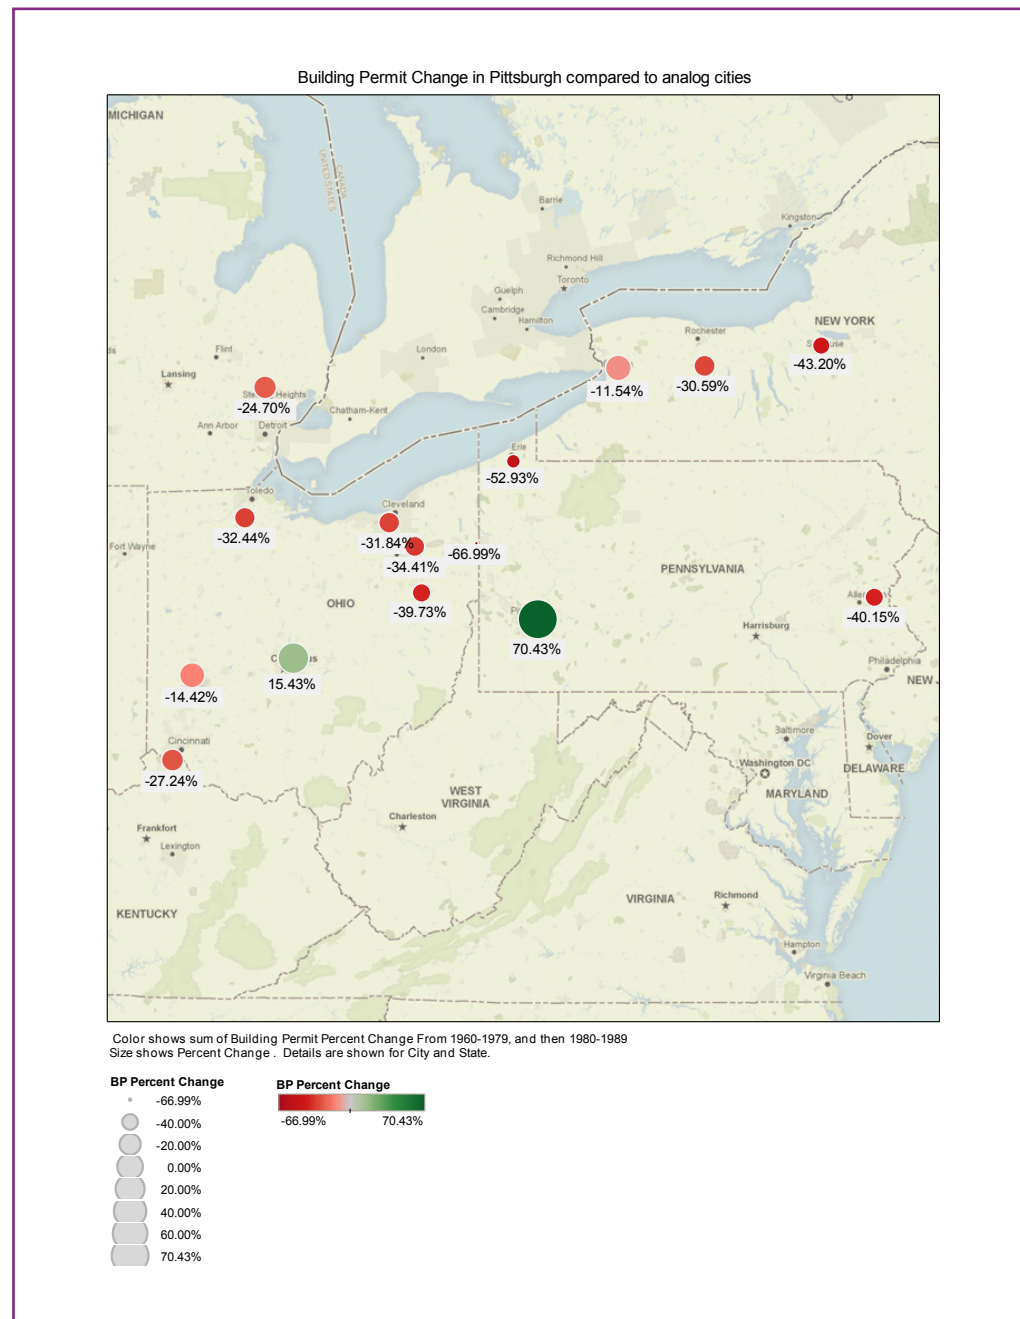 Building Permit Change in Pittsburgh compared to analog cities
MICHIGAN
CANADA
UNITED STATES
Barrie
Kingston
Richmond Hill
Toronto
Guelph
Cambridge
Hamilton
NEW YORK
Rochester
Flint
London
-43.20%
Lansing
-11.54%
-30.59%
Heights
-24.70%
Chatham-Kent
Ann Arbor
Detroit
Erie
-52.93%
Toledo
Cleveland
-32.44%
-31.84%
Fort Wayne
-66.99%
-34.41%
PENNSYLVANIA
OHIO
-39.73%
-40.15%
Harrisburg
70.43%
Philadelphia
15.43%
NEW J
-14.42%
Cincinnati
Baltimore
Dover
-27.24%
Washington DC
DELAWARE
WEST
VIRGINIA
MARYLAND
Charleston
Frankfort
Lexington
VIRGINIA
Richmond
KENTUCKY
Hampton
Virginia Beach
Color shows sum of Building Permit Percent Change From 1960-1979, and then 1980-1989
Size shows Percent Change . Details are shown for City and State.
BP Percent Change
-66.99%
-40.00%
-20.00%
0.00%
20.00%
40.00%
60.00%
70.43%
BP Percent Change
-66.99% 70.43%